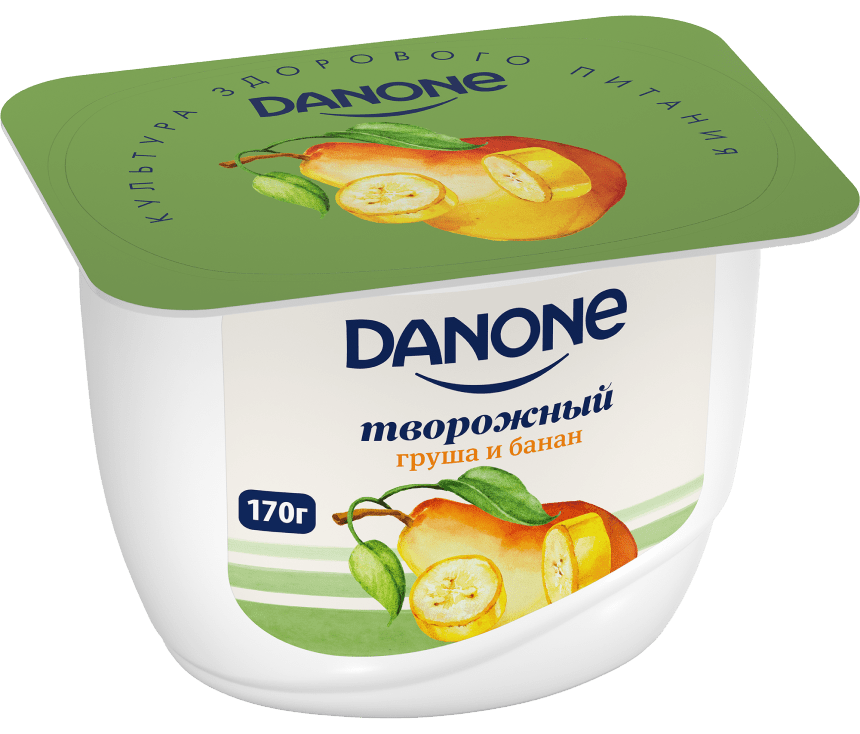 КУЛЬТУРА ЗДОРОВОГО ПИТАНИЯ
DANONE
DANONE
творожный
груша и банан
170г